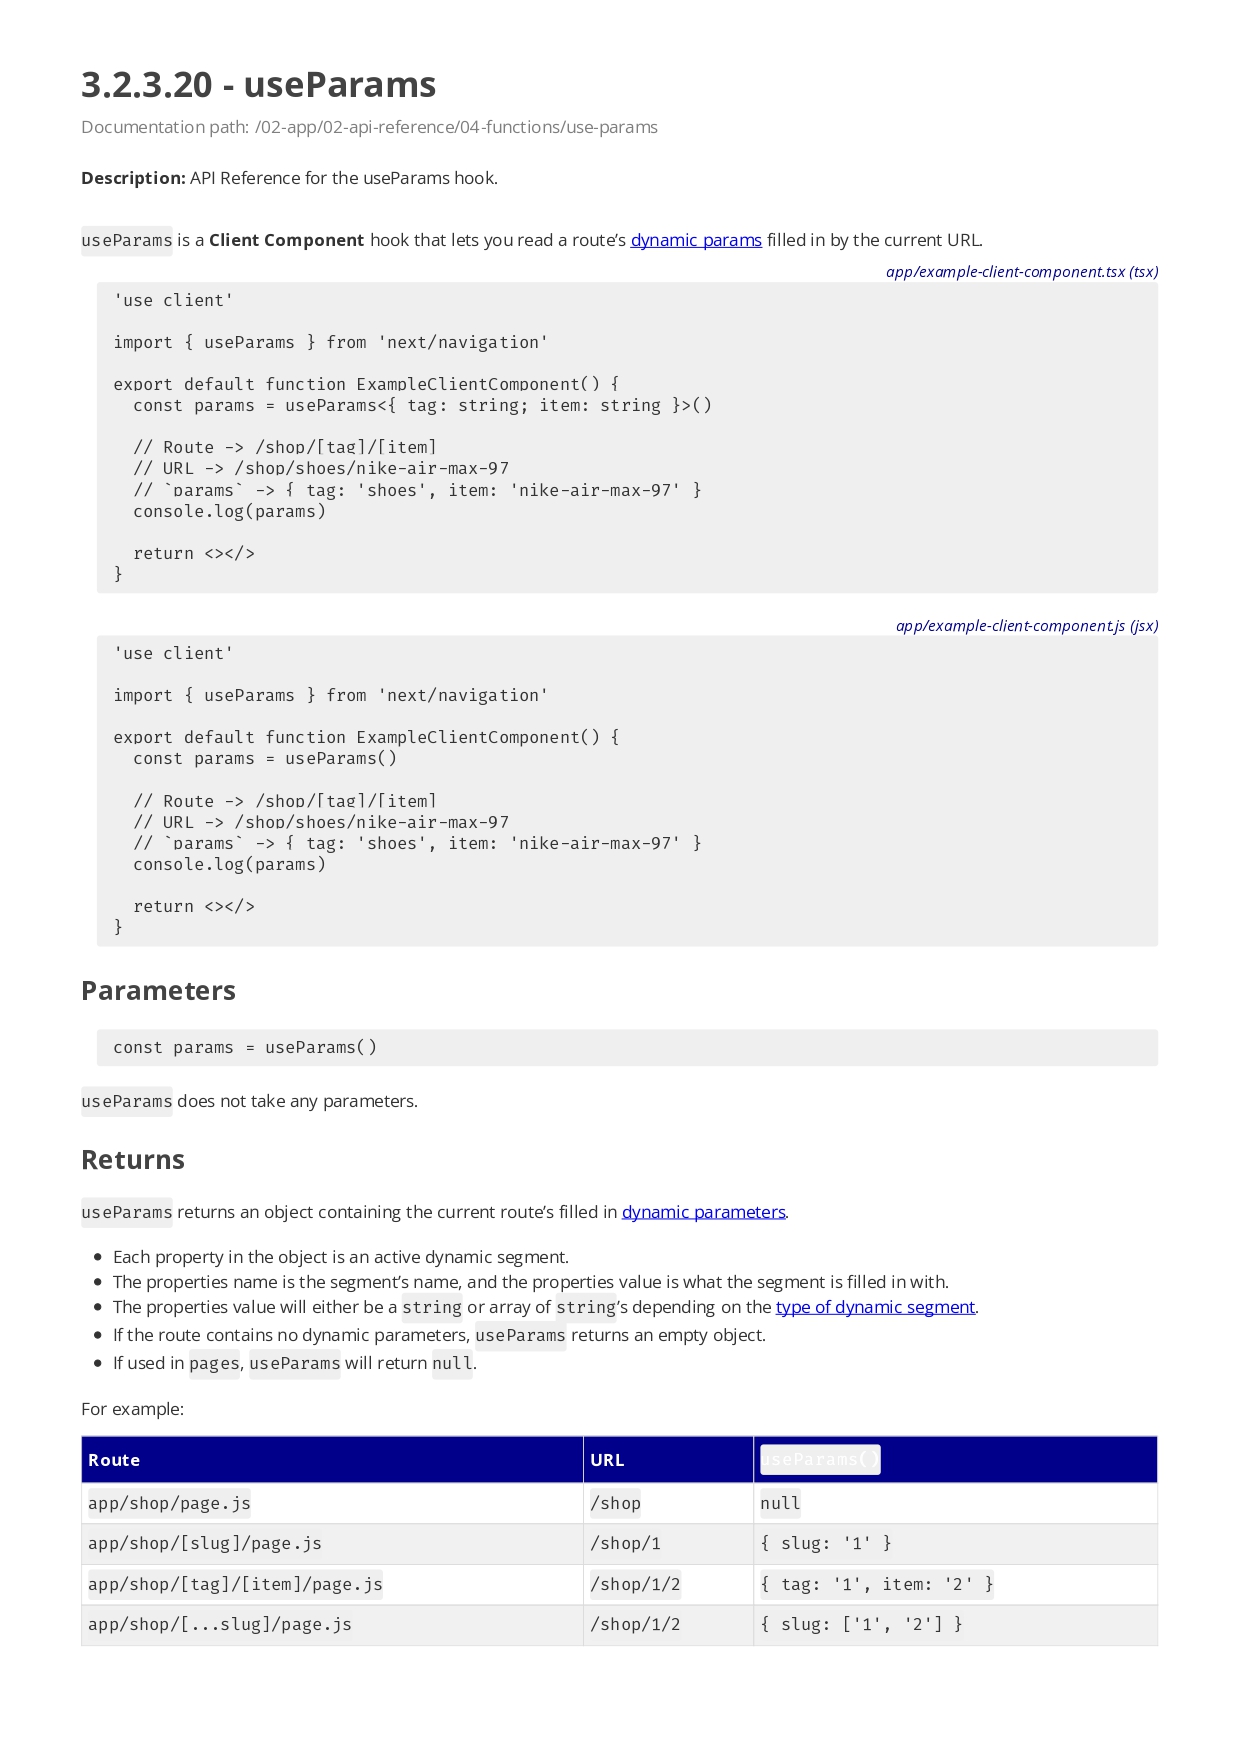 3.2.3.20 - useParams
Documentation path: /02-app/02-api-reference/04-functions/use-params
Description: API Reference for the useParams hook.
useParams is a Client Component hook that lets you read a route’s dynamic params filled in by the current URL.
app/example-client-component.tsx (tsx)
'use client'
import { useParams } from 'next/navigation'
export default function ExampleClientComponent() {
  const params = useParams<{ tag: string; item: string }>()
  // Route -> /shop/[tag]/[item]
  // URL -> /shop/shoes/nike-air-max-97
  // `params` -> { tag: 'shoes', item: 'nike-air-max-97' }
  console.log(params)
  return <></>
}
app/example-client-component.js (jsx)
'use client'
import { useParams } from 'next/navigation'
export default function ExampleClientComponent() {
  const params = useParams()
  // Route -> /shop/[tag]/[item]
  // URL -> /shop/shoes/nike-air-max-97
  // `params` -> { tag: 'shoes', item: 'nike-air-max-97' }
  console.log(params)
  return <></>
}
Parameters
const params = useParams()
useParams does not take any parameters.
Returns
useParams returns an object containing the current route’s filled in dynamic parameters.
● Each property in the object is an active dynamic segment.
● The properties name is the segment’s name, and the properties value is what the segment is filled in with.
● The properties value will either be a string or array of string’s depending on the type of dynamic segment.
● If the route contains no dynamic parameters, useParams returns an empty object.
● If used in pages, useParams will return null.
For example:
Route URL useParams()
app/shop/page.js /shop null
app/shop/[slug]/page.js /shop/1 { slug: '1' }
app/shop/[tag]/[item]/page.js /shop/1/2 { tag: '1', item: '2' }
app/shop/[...slug]/page.js /shop/1/2 { slug: ['1', '2'] }